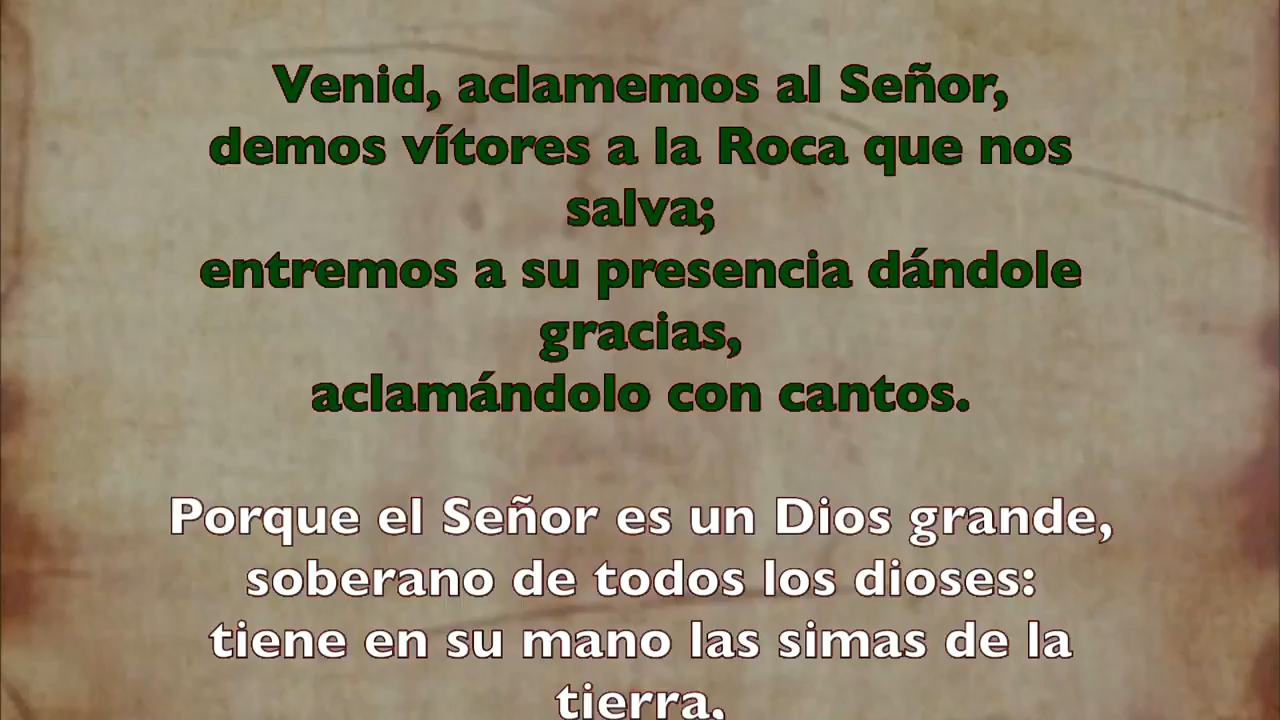 Venid, aclamemos al Señor,
demos vítores a la Roca que nos
salva;
entremos a su presencia dándole
gracias,
aclamándolo con cantos.
Porque el Señor es un Dios grande,
soberano de todos los dioses:
tiene en su mano las simas de la
tierra,